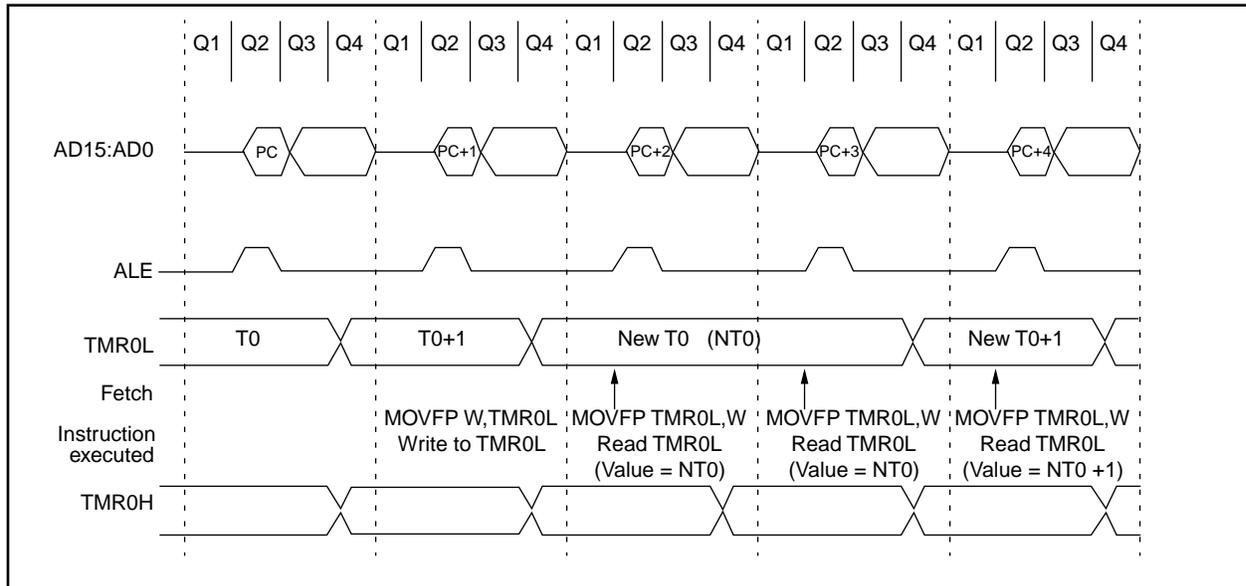 Q1 Q2 Q3 Q4 Q1 Q2 Q3 Q4 Q1 Q2 Q3 Q4 Q1 Q2 Q3 Q4 Q1 Q2 Q3 Q4
AD15:AD0 PC PC+1 PC+2 PC+3 PC+4
ALE
TMR0L T0 T0+1 New T0 (NT0) New T0+1
Fetch
MOVFP W,TMR0L MOVFP TMR0L,W MOVFP TMR0L,W MOVFP TMR0L,W
Instruction Write to TMR0L Read TMR0L Read TMR0L Read TMR0L
executed (Value = NT0) (Value = NT0) (Value = NT0 +1)
TMR0H